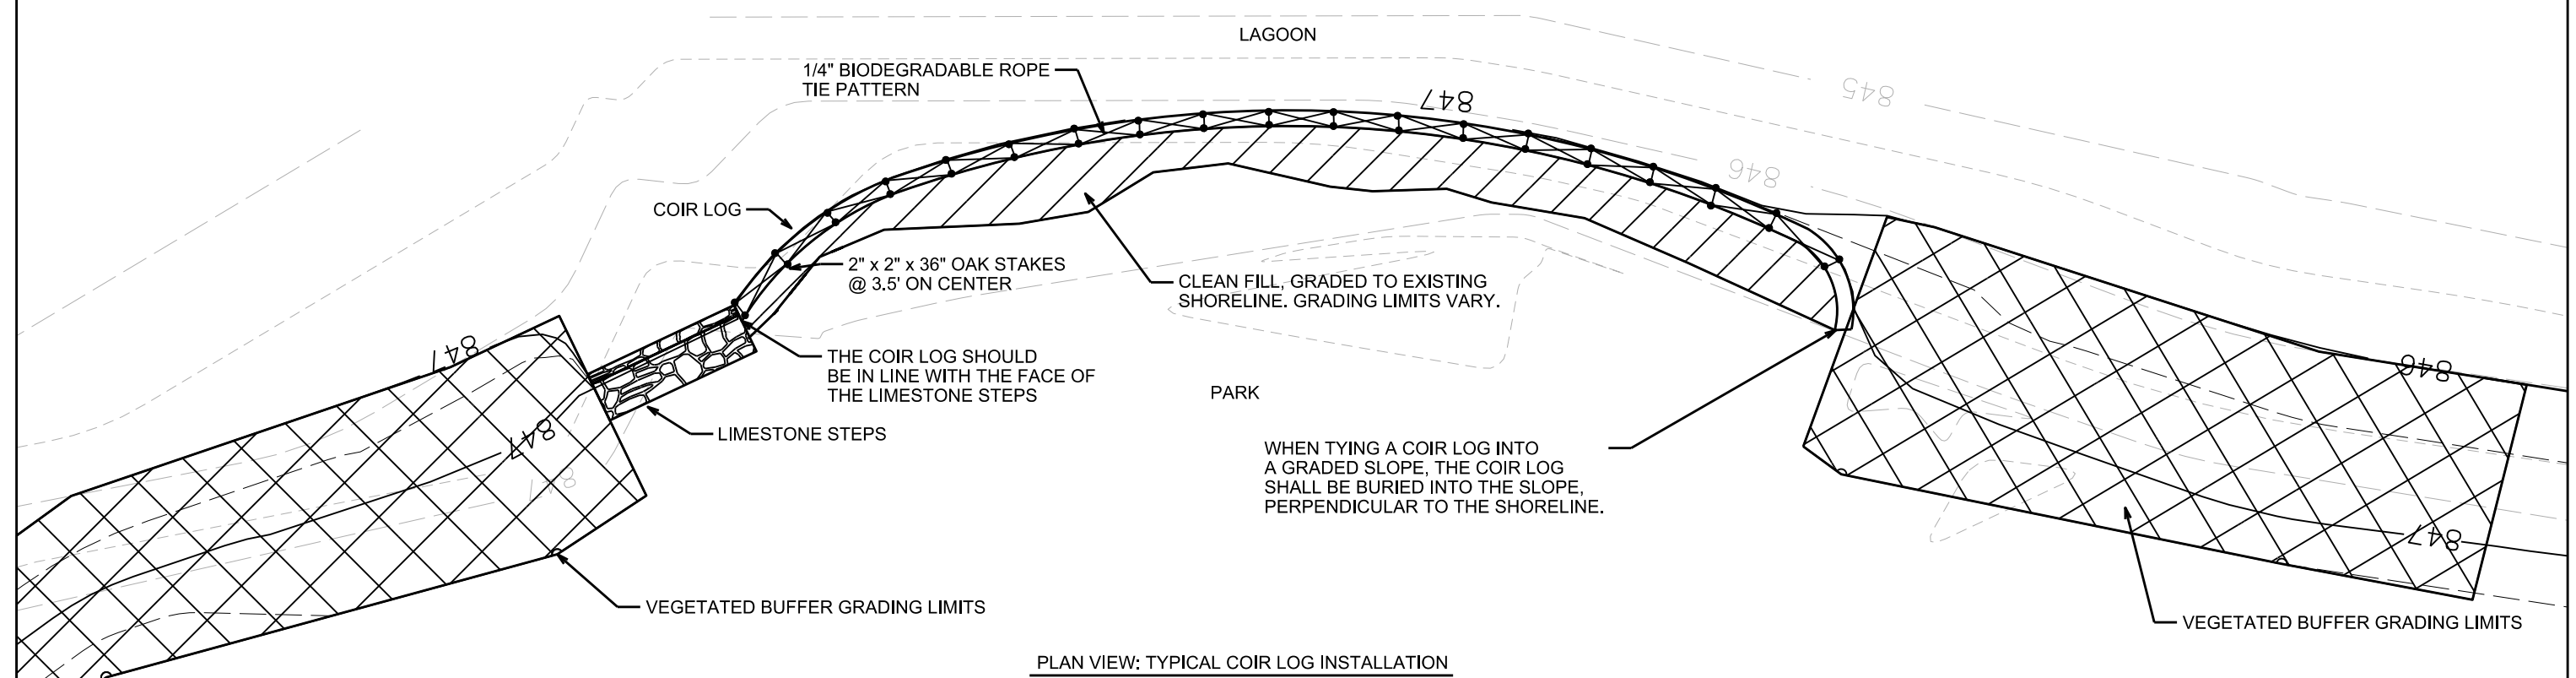 LAGOON
1/4" BIODEGRADABLE ROPE
TIE PATTERN
847
845
846
COIR LOG
2" x 2" x 36" OAK STAKES
@ 3.5' ON CENTER
CLEAN FILL, GRADED TO EXISTING
SHORELINE. GRADING LIMITS VARY.
847
THE COIR LOG SHOULD
BE IN LINE WITH THE FACE OF
THE LIMESTONE STEPS
PARK
846
LIMESTONE STEPS
847
847
WHEN TYING A COIR LOG INTO
A GRADED SLOPE, THE COIR LOG
SHALL BE BURIED INTO THE SLOPE,
PERPENDICULAR TO THE SHORELINE.
847
VEGETATED BUFFER GRADING LIMITS
VEGETATED BUFFER GRADING LIMITS
PLAN VIEW: TYPICAL COIR LOG INSTALLATION